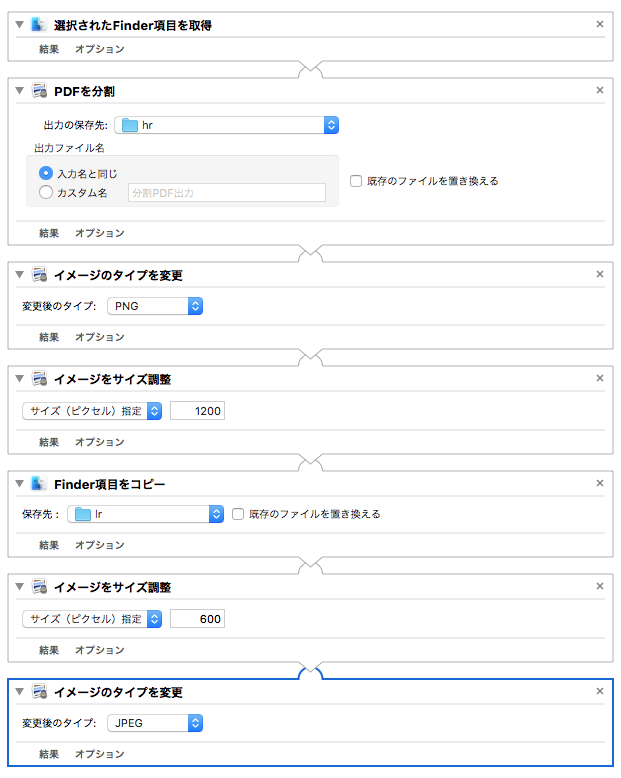 選択されたFinder項目を取得
結果 オプション
PDFを分割
出力の保存先: hr
出力ファイル名
入力名と同じ
カスタム名 分割PDF出力
既存のファイルを置き換える
結果 オプション
イメージのタイプを変更
変更後のタイプ: PNG
結果 オプション
イメージをサイズ調整
サイズ（ピクセル）指定 1200
結果 オプション
Finder項目をコピー
保存先： lr 既存のファイルを置き換える
結果 オプション
イメージをサイズ調整
サイズ（ピクセル）指定 600
結果 オプション
イメージのタイプを変更
変更後のタイプ: JPEG
結果 オプション